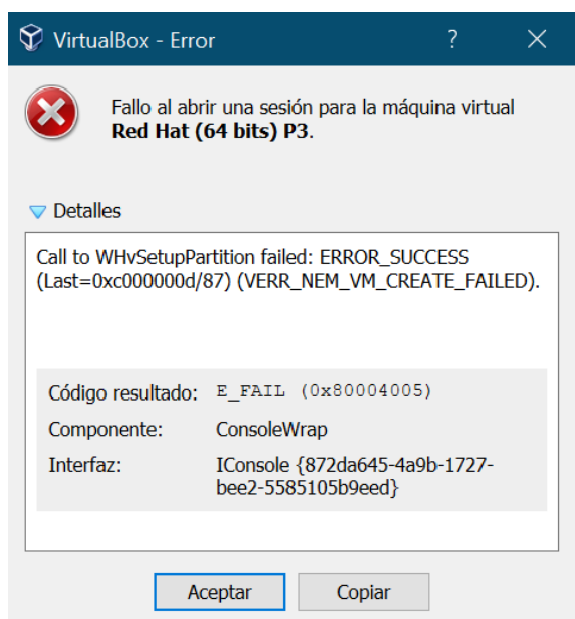 VirtualBox - Error ? ×
Fallo al abrir una sesión para la máquina virtual
Red Hat (64 bits) P3.
Detalles
Call to WHvSetupPartition failed: ERROR_SUCCESS
(Last=0xc000000d/87) (VERR_NEM_VM_CREATE_FAILED).
Código resultado: E_FAIL (0x80004005)
Componente: ConsoleWrap
Interfaz: IConsole {872da645-4a9b-1727-
bee2-5585105b9eed}
Aceptar Copiar